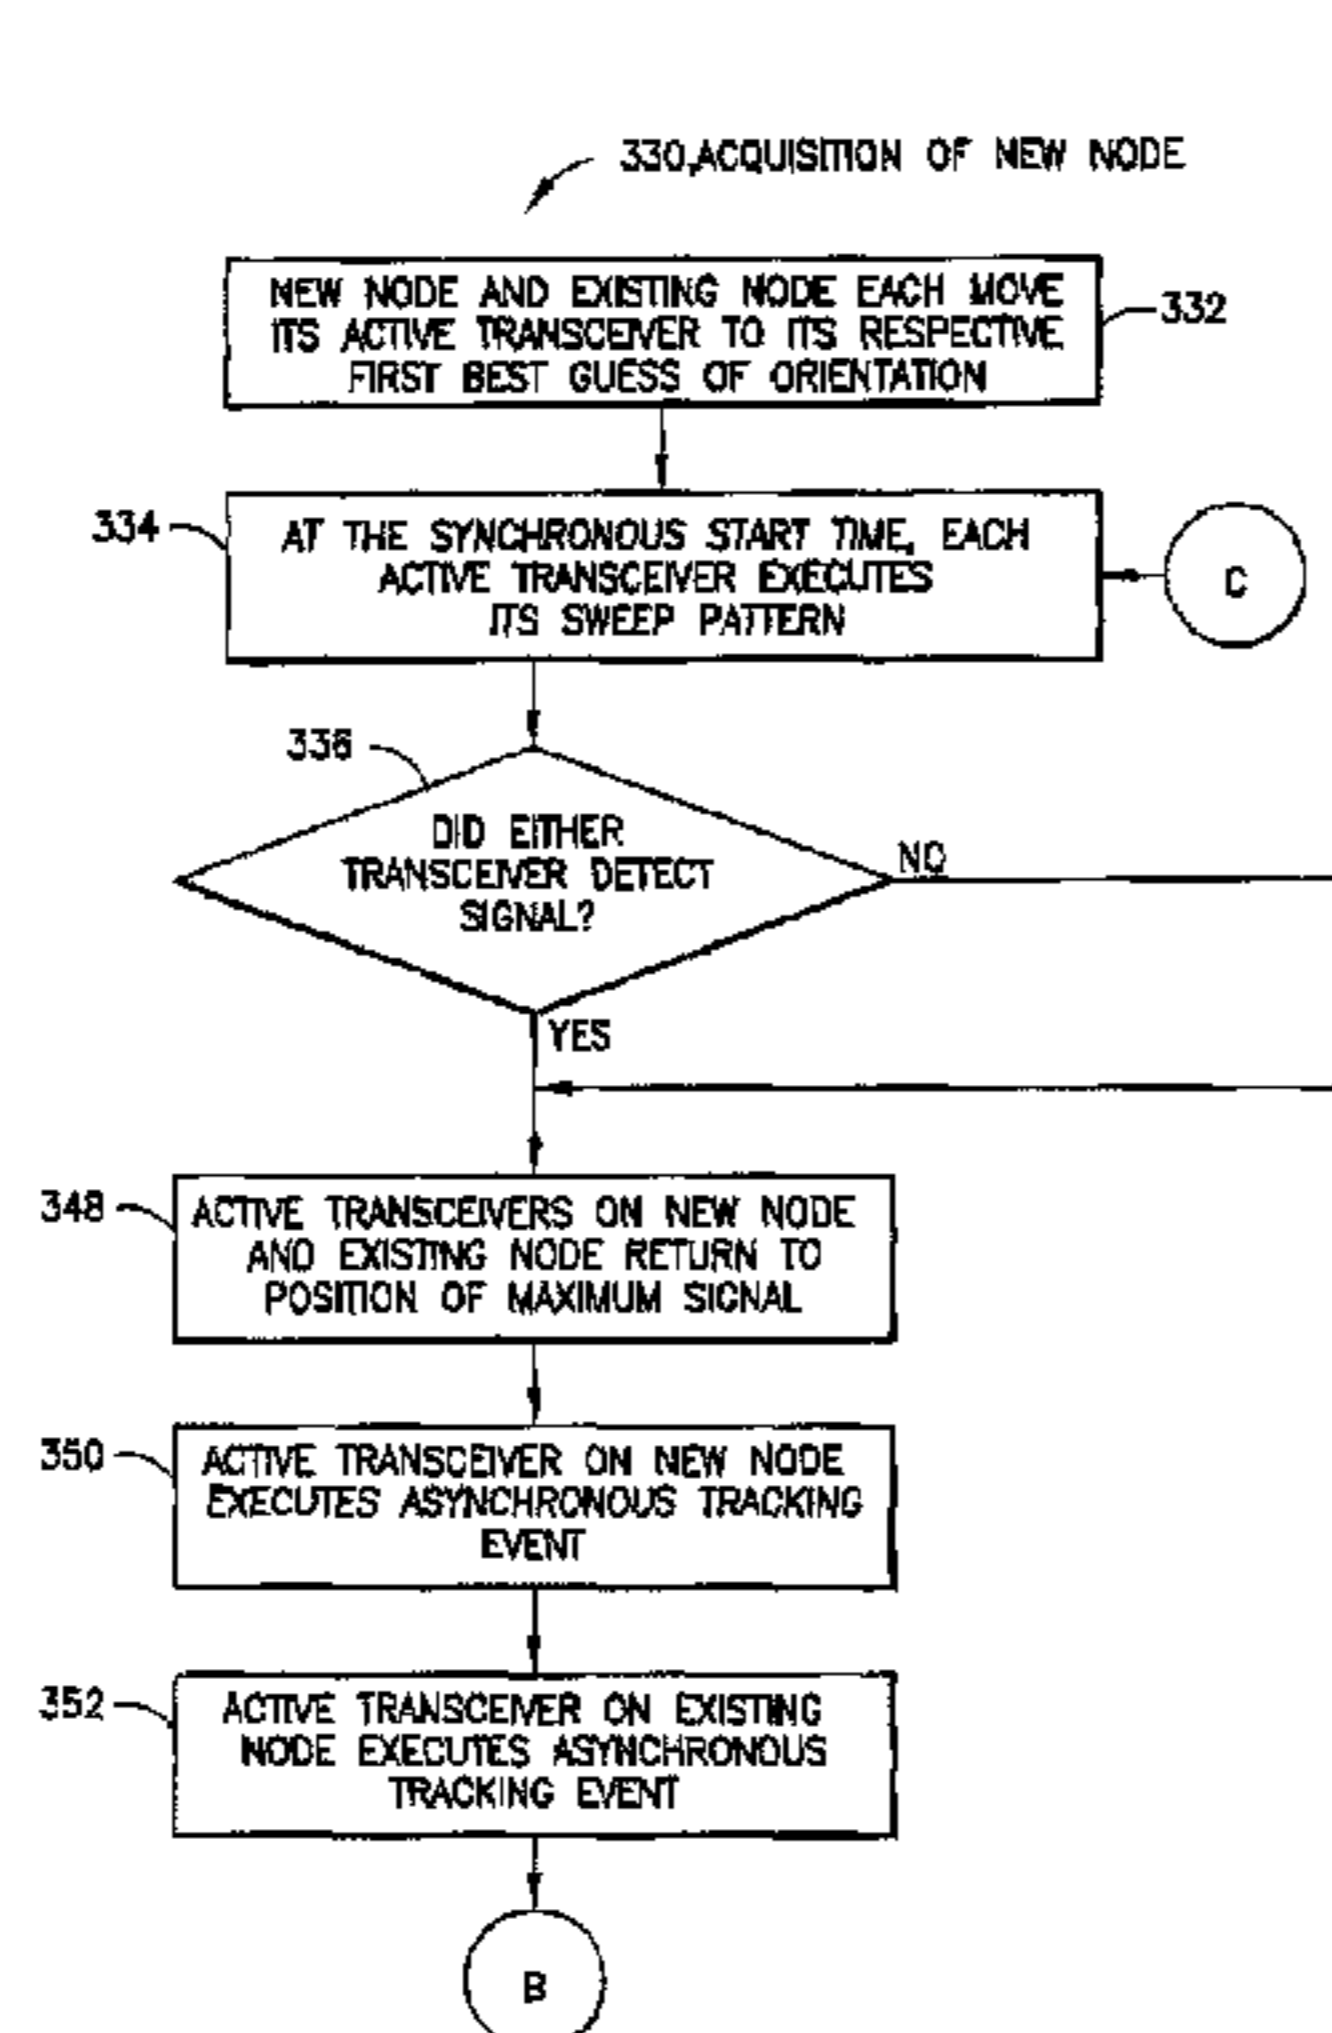 330,ACQUISITION OF NEW NODE
NEW NODE AND EXISTING NODE EACH MOVE
ITS ACTIVE TRANSCEIVER TO ITS RESPECTIVE
FIRST BEST GUESS OF ORIENTATION
332
334
AT THE SYNCHRONOUS START TIME, EACH
ACTIVE TRANSCEIVER EXECUTES
ITS SWEEP PATTERN
C
336
DID EITHER
TRANSCEIVER DETECT
SIGNAL?
NO
YES
348
ACTIVE TRANSCEIVERS ON NEW NODE
AND EXISTING NODE RETURN TO
POSITION OF MAXIMUM SIGNAL
350
ACTIVE TRANSCEIVER ON NEW NODE
EXECUTES ASYNCHRONOUS TRACKING
EVENT
352
ACTIVE TRANSCEIVER ON EXISTING
NODE EXECUTES ASYNCHRONOUS
TRACKING EVENT
B